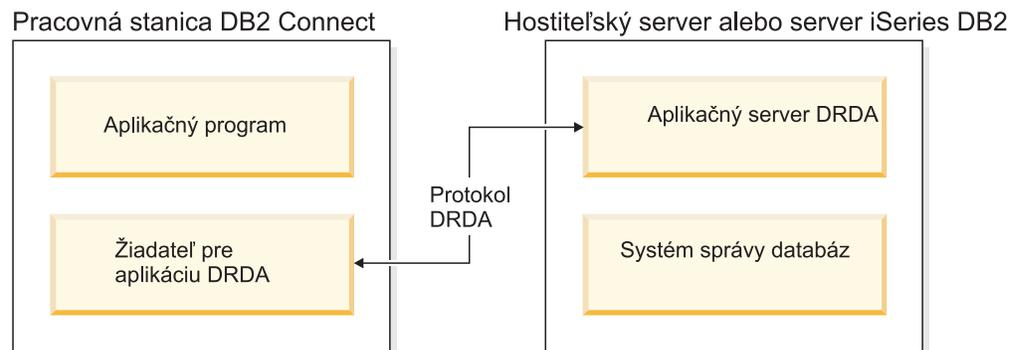 Pracovná stanica DB2 Connect
Hostiteľský server alebo server iSeries DB2
Aplikačný program
Aplikačný server DRDA
Protokol
DRDA
Žiadateľ pre
aplikáciu DRDA
Systém správy databáz